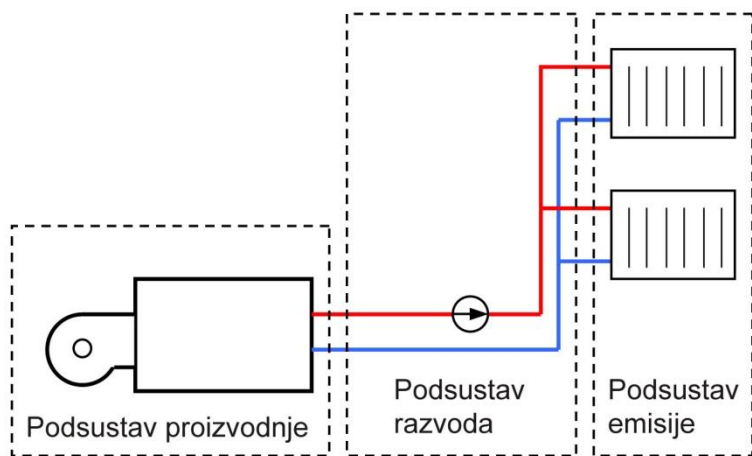 Podsustav proizvodnje
Podsustav
razvoda
Podsustav
emisije